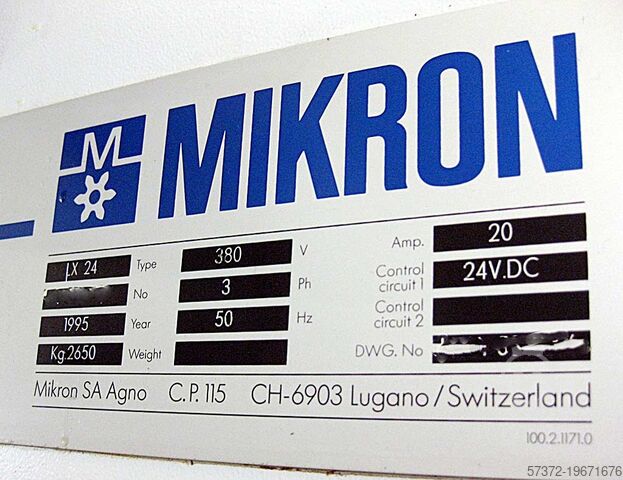 M MIKRON
LX 24 Type 380 V Amp. 20
No 3 Ph Control circuit 1 24V.DC
1995 Year 50 Hz Control circuit 2
Kg.2650 Weight DWG. No
Mikron SA Agno C.P. 115 CH-6903 Lugano/Switzerland
100.2.1171.0
57372-19671676